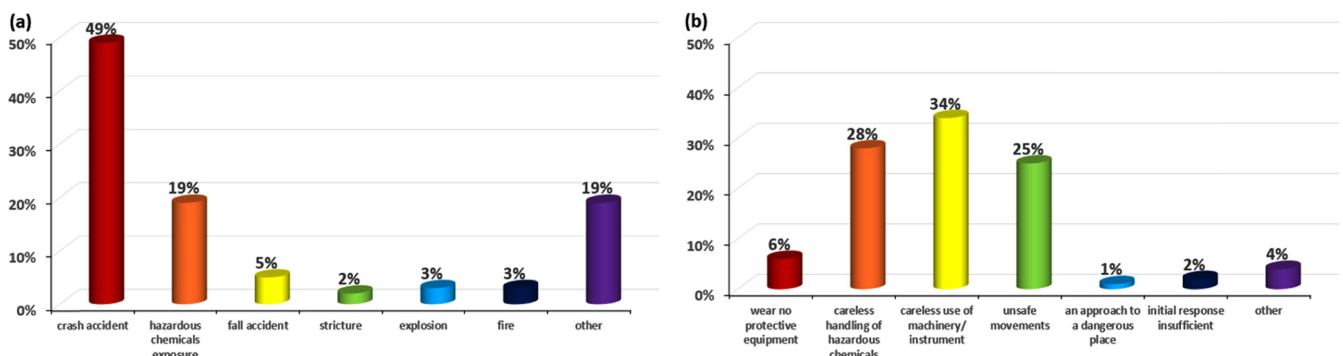 (a)
49%
50%
40%
30%
20%
10%
0%
19%
5%
2%
3%
3%
19%
crash accident
hazardous
chemicals
exposure
fall accident
stricture
explosion
fire
other
(b)
50%
40%
30%
20%
10%
0%
6%
28%
34%
25%
1%
2%
4%
wear no
protective
equipment
careless
handling of
hazardous
chemicals
careless use of
machinery/
instrument
unsafe
movements
an approach to
a dangerous
place
initial response
insufficient
other